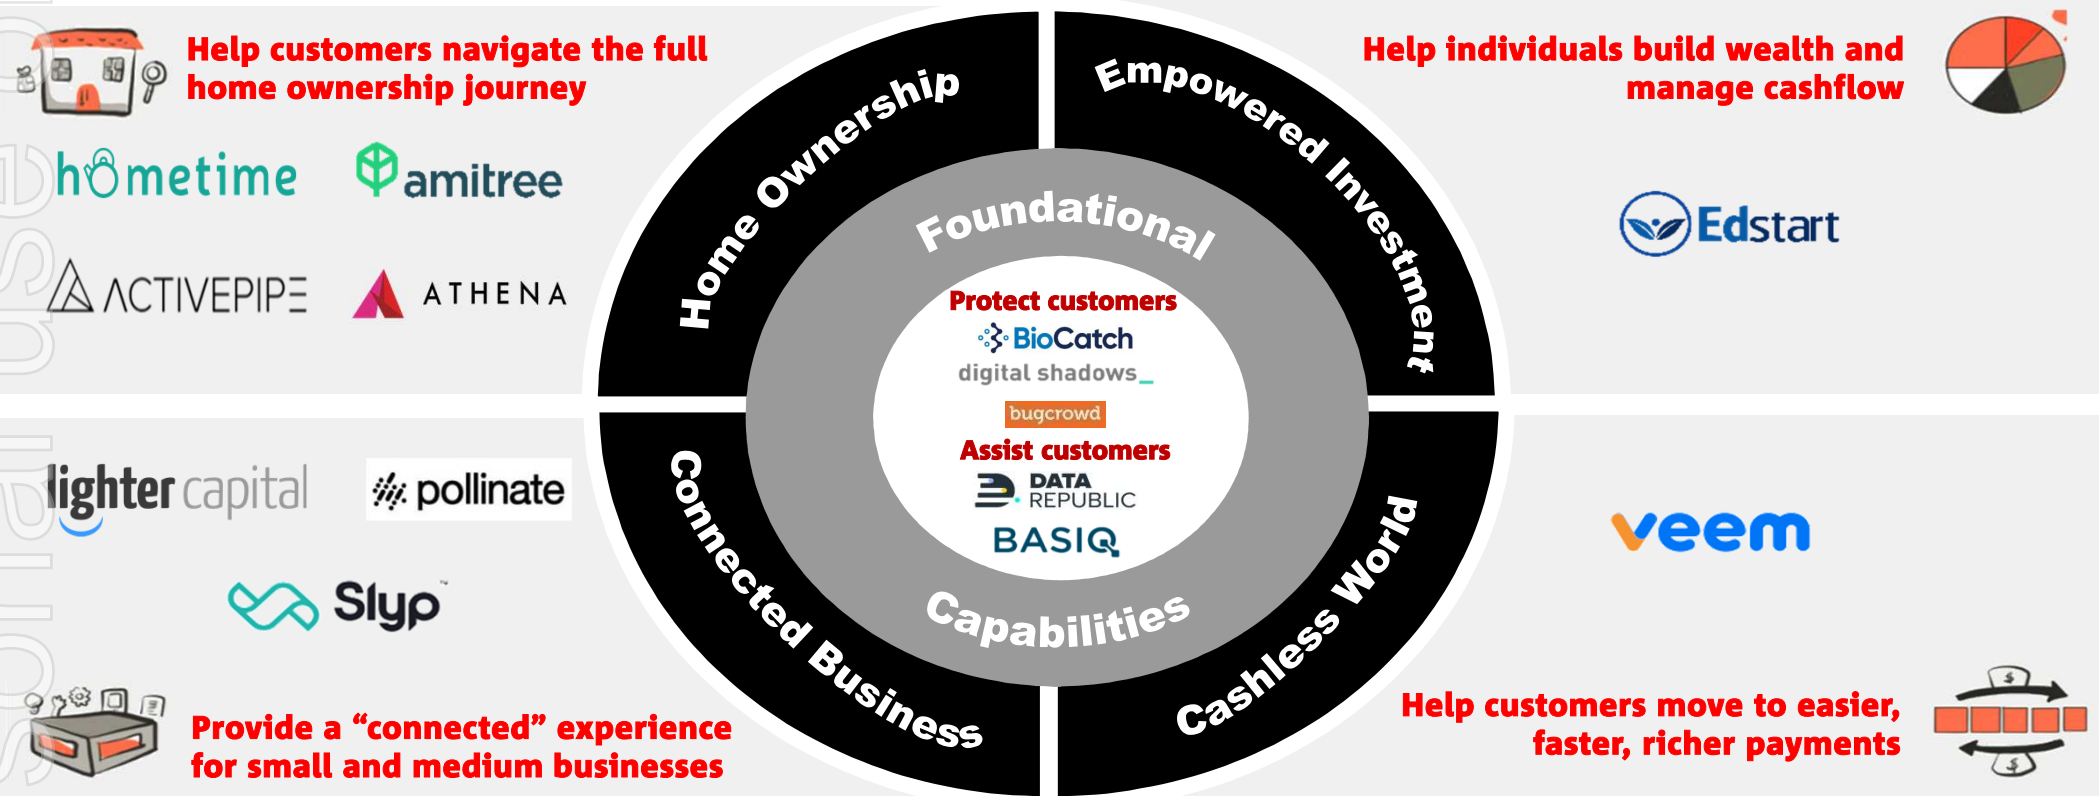 Help customers navigate the full
home ownership journey
hometime
amitree
ACTIVEPIPE
ATHENA
Home Ownership
Empowered Investment
Help individuals build wealth and
manage cashflow
Edstart
Foundational
Protect customers
BioCatch
digital shadows_
bugcrowd
Assist customers
DATA
REPUBLIC
BASIQ
Capabilities
lighter capital
pollinate
Slyp™
Provide a “connected” experience
for small and medium businesses
Connected Business
Cashless World
veem
Help customers move to easier,
faster, richer payments
$
$
sonal use o